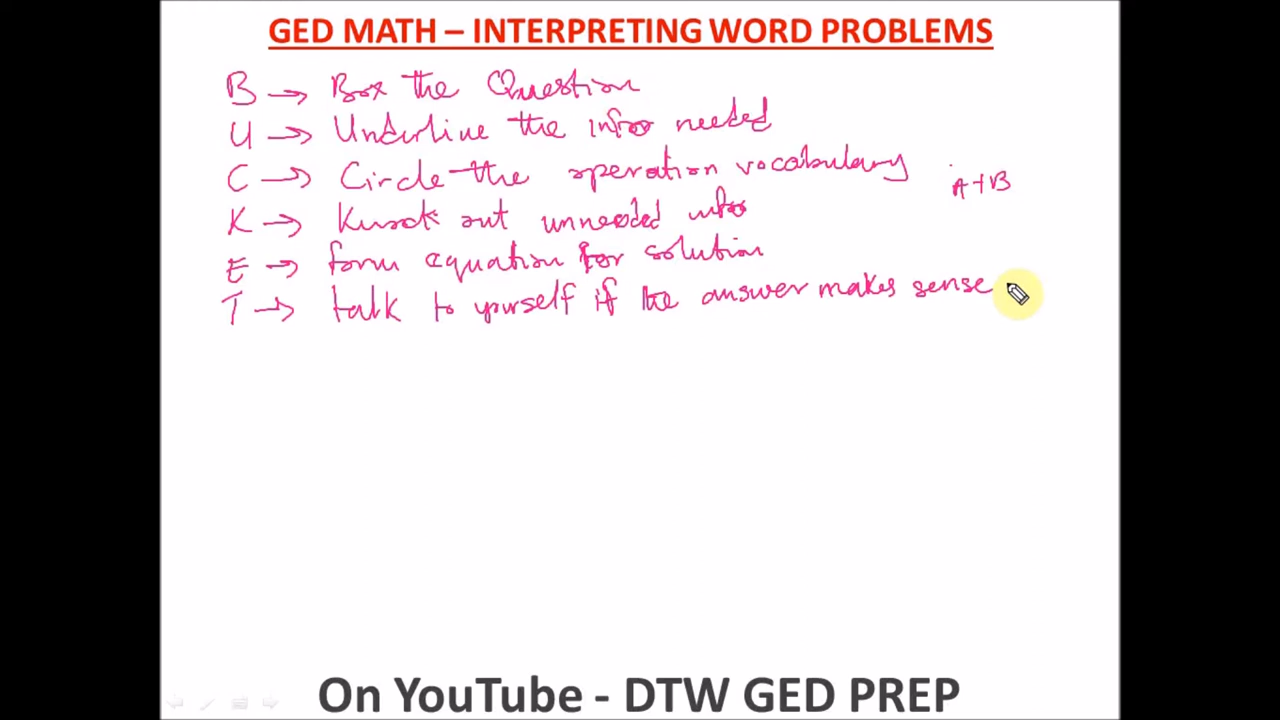 GED MATH – INTERPRETING WORD PROBLEMS
B → Box the Question
U → Underline the info needed
C → Circle the operation vocabulary
A + B
K → Knock out unneeded info
E → form equation for solution
T → talk to yourself if the answer makes sense
On YouTube - DTW GED PREP